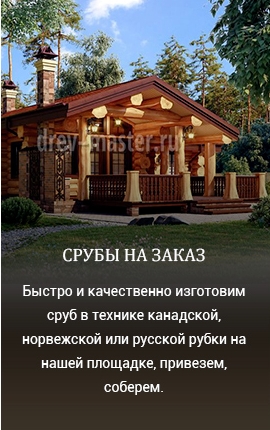 drev-master.ru
СРУБЫ НА ЗАКАЗ
Быстро и качественно изготовим
сруб в технике канадской,
норвежской или русской рубки на
нашей площадке, привезем,
соберем.